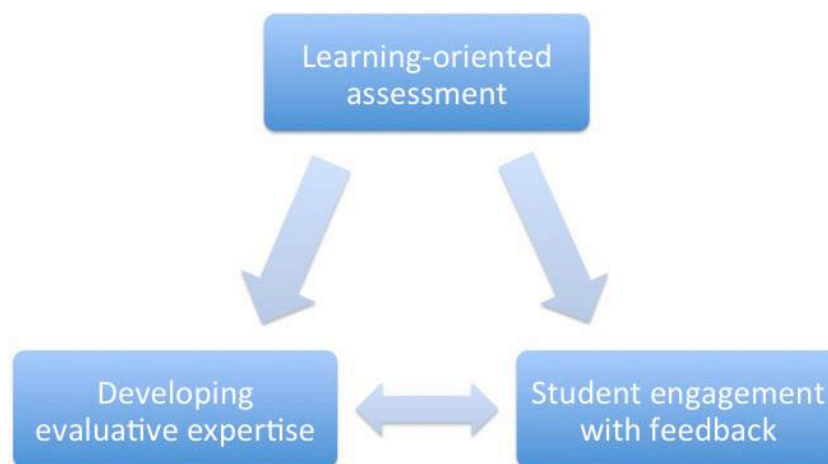 Learning-oriented
assessment
Developing
evaluative expertise
Student engagement
with feedback